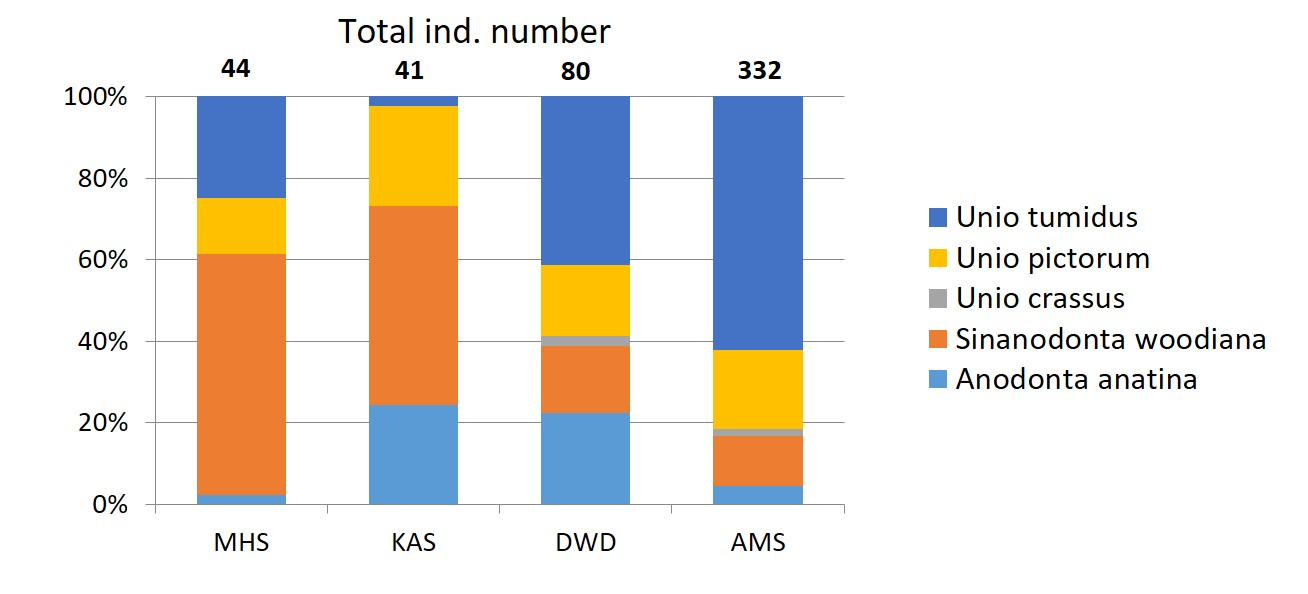 Total ind. number
44 41 80 332
100%
80%
60%
40%
20%
0%
MHS KAS DWD AMS
Unio tumidus
Unio pictorum
Unio crassus
Sinanodonta woodiana
Anodonta anatina